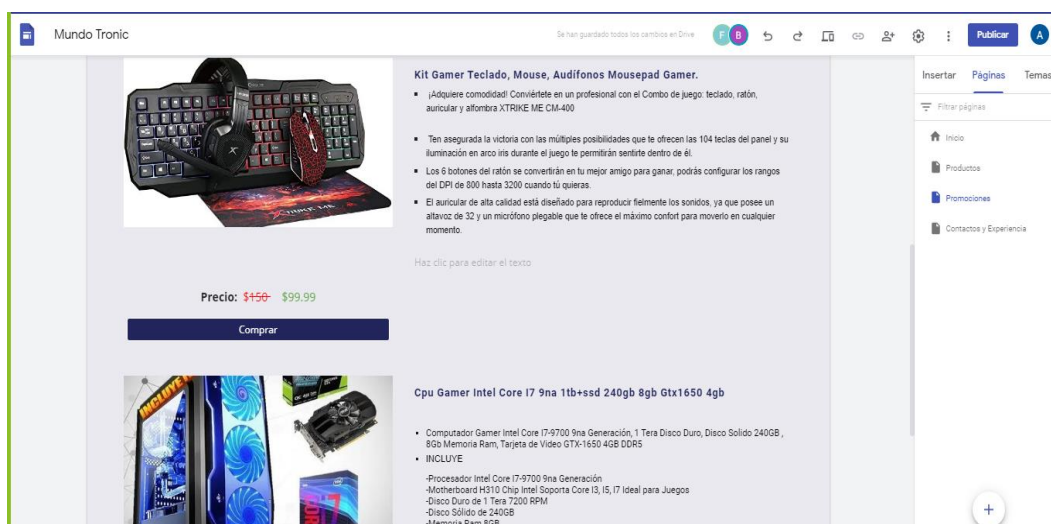 Mundo Tronic
Se han guardado todos los cambios en Drive
F B
Publicar
A
Insertar Páginas Temas
Filtrar páginas
Inicio
Productos
Promociones
Contactos y Experiencia
XTRIKE ME
Kit Gamer Teclado, Mouse, Audífonos Mousepad Gamer.
▪ ¡Adquiere comodidad! Conviértete en un profesional con el Combo de juego: teclado, ratón,
auricular y alfombra XTRIKE ME CM-400
▪ Ten asegurada la victoria con las múltiples posibilidades que te ofrecen las 104 teclas del panel y su
iluminación en arco iris durante el juego te permitirán sentirte dentro de él.
▪ Los 6 botones del ratón se convertirán en tu mejor amigo para ganar, podrás configurar los rangos
del DPI de 800 hasta 3200 cuando tú quieras.
▪ El auricular de alta calidad está diseñado para reproducir fielmente los sonidos, ya que posee un
altavoz de 32 y un micrófono plegable que te ofrece el máximo confort para moverlo en cualquier
momento.
Haz clic para editar el texto
Precio: $150 $99.99
Comprar
INCLUYE
Cpu Gamer Intel Core I7 9na 1tb+ssd 240gb 8gb Gtx1650 4gb
• Computador Gamer Intel Core I7-9700 9na Generación, 1 Tera Disco Duro, Disco Solido 240GB ,
8Gb Memoria Ram, Tarjeta de Video GTX-1650 4GB DDR5
• INCLUYE
-Procesador Intel Core I7-9700 9na Generación
-Motherboard H310 Chip Intel Soporta Core I3, I5, I7 Ideal para Juegos
-Disco Duro de 1 Tera 7200 RPM
-Disco Sólido de 240GB
-Memoria Ram 8GB